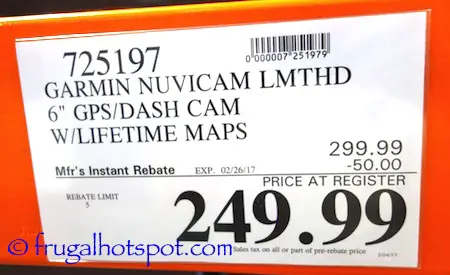 725197
0000007251979
GARMIN NUVICAM LMTHD
6" GPS/DASH CAM
W/LIFETIME MAPS
299.99
-50.00
Mfr's Instant Rebate EXP. 02/26/17
PRICE AT REGISTER
REBATE LIMIT
5
249.99
© frugalhotspot.com
Sales tax on all or part of pre-rebate price